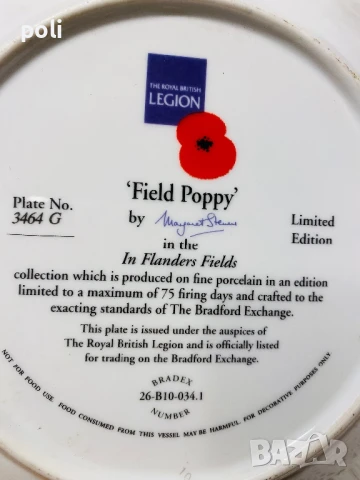 poli
THE ROYAL BRITISH
LEGION
'Field Poppy'
Plate No.
3464 G
by Margaret Stevens
Limited
Edition
in the
In Flanders Fields
collection which is produced on fine porcelain in an edition
limited to a maximum of 75 firing days and crafted to the
exacting standards of The Bradford Exchange.
This plate is issued under the auspices of
The Royal British Legion and is officially listed
for trading on the Bradford Exchange.
BRADEX
26-B10-034.1
NUMBER
NOT FOR FOOD USE. FOOD CONSUMED FROM THIS VESSEL MAY BE HARMFUL. FOR DECORATIVE PURPOSES ONLY
BAZAR